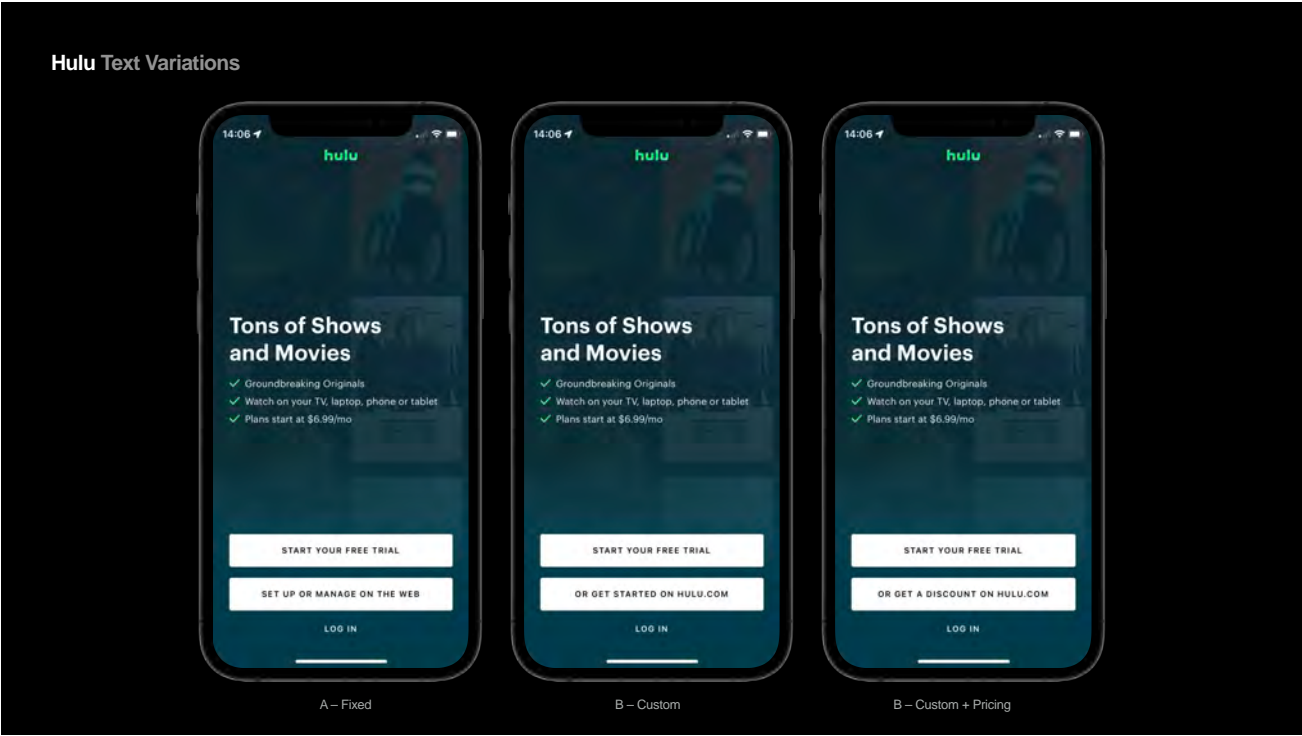 Hulu Text Variations
14:06
hulu
Tons of Shows
and Movies
Groundbreaking Originals
Watch on your TV, laptop, phone or tablet
Plans start at $6.99/mo
START YOUR FREE TRIAL
SET UP OR MANAGE ON THE WEB
LOG IN
A – Fixed
14:06
hulu
Tons of Shows
and Movies
Groundbreaking Originals
Watch on your TV, laptop, phone or tablet
Plans start at $6.99/mo
START YOUR FREE TRIAL
OR GET STARTED ON HULU.COM
LOG IN
B – Custom
14:06
hulu
Tons of Shows
and Movies
Groundbreaking Originals
Watch on your TV, laptop, phone or tablet
Plans start at $6.99/mo
START YOUR FREE TRIAL
OR GET A DISCOUNT ON HULU.COM
LOG IN
B – Custom + Pricing